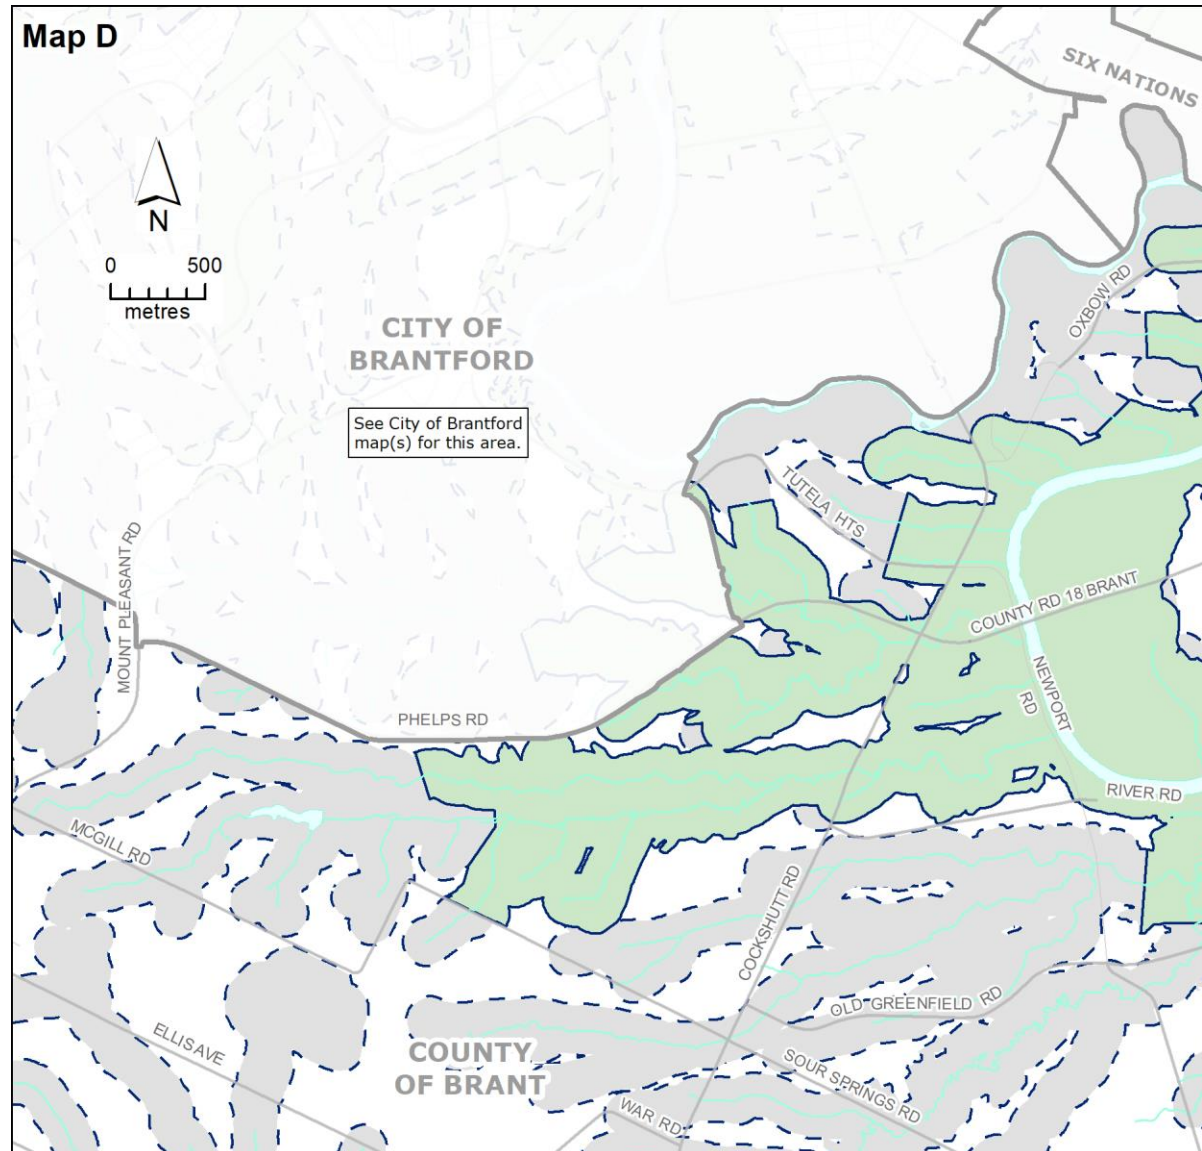 Map D
SIX NATIONS
N
0 500
metres
OXBOW RD
CITY OF
BRANTFORD
See City of Brantford
map(s) for this area.
TUTELA HTS
MOUNT PLEASANT RD
COUNTY RD 18 BRANT
NEWPORT
RD
PHELPS RD
RIVER RD
MCGILL RD
COCKSHUTT RD
OLD GREENFIELD RD
ELLIS AVE
COUNTY
OF BRANT
SOUR SPRINGS RD
WAR RD